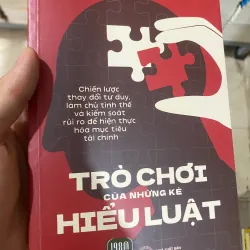 Chiến lược
thay đổi tư duy,
làm chủ tình thế
và kiểm soát
rủi ro để hiện thực
hóa mục tiêu
tài chính
TRÒ CHƠI
CỦA NHỮNG KẺ
HIỂU LUẬT
1980